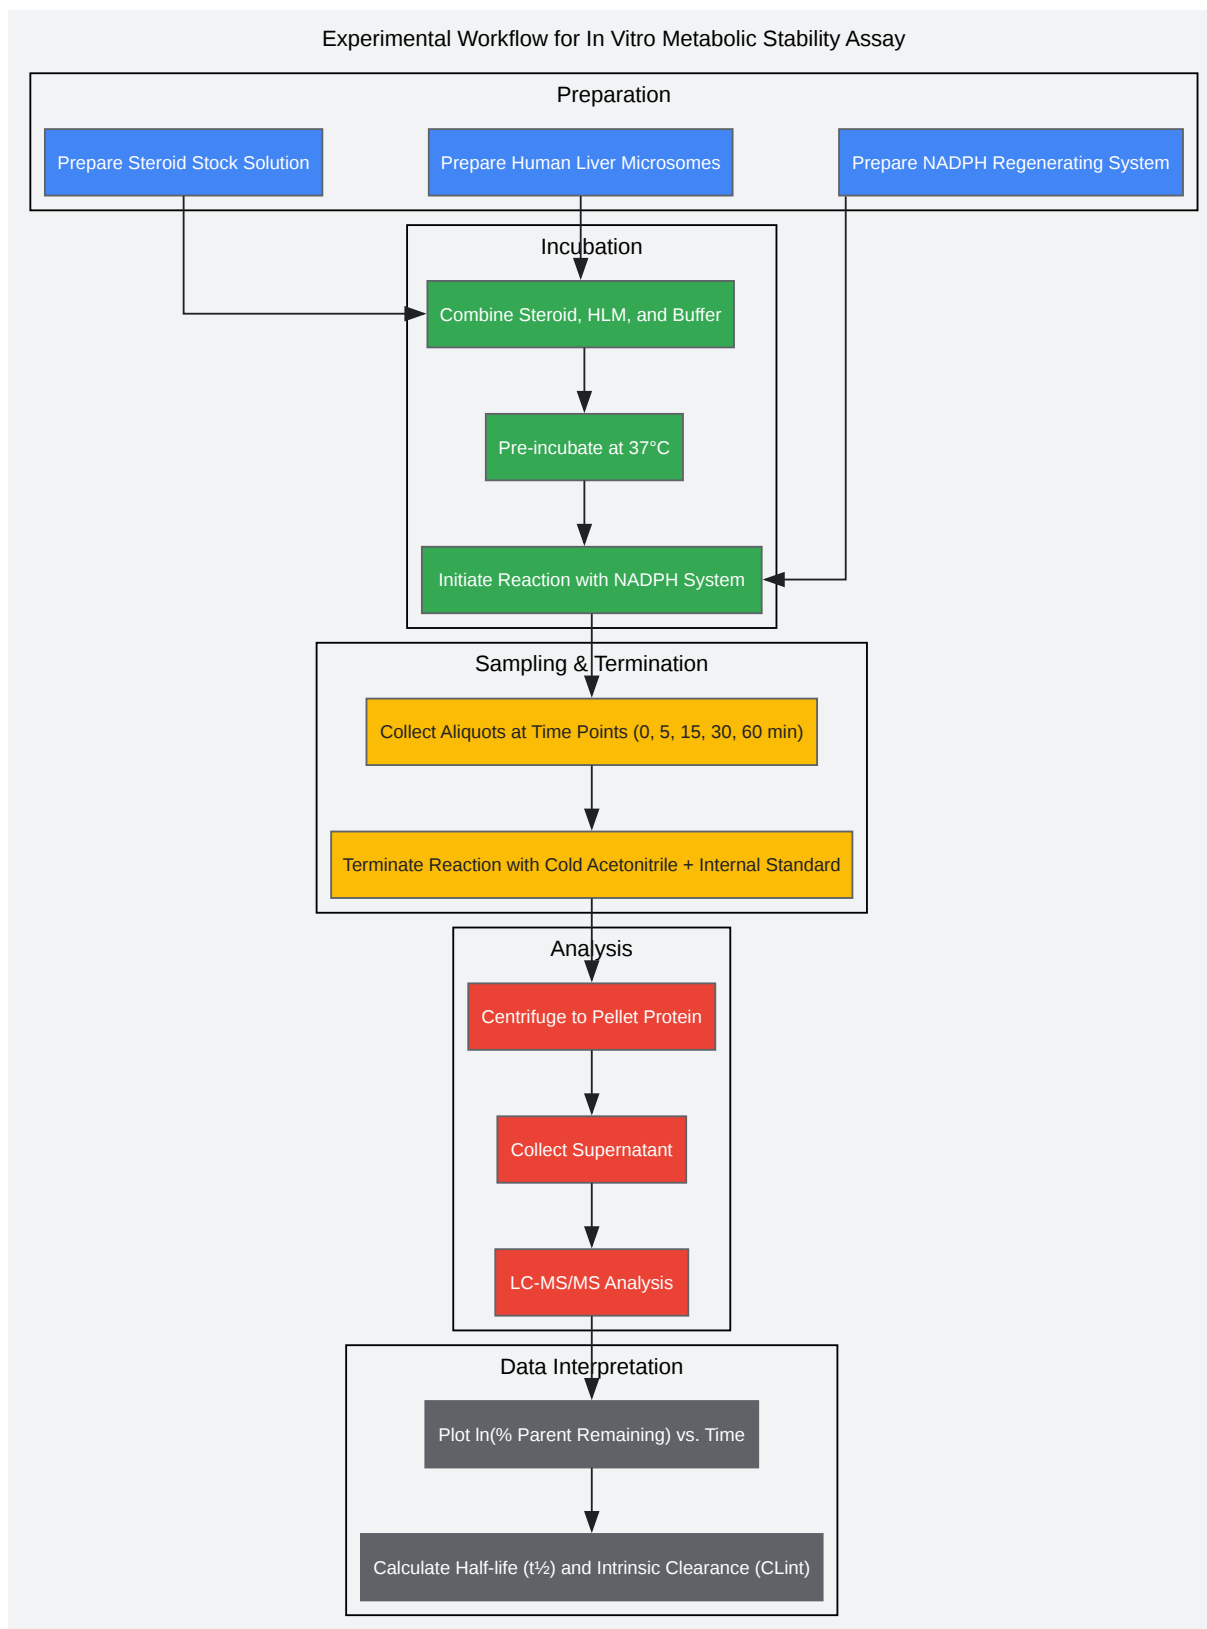 Experimental Workflow for In Vitro Metabolic Stability Assay
Preparation
Prepare Steroid Stock Solution
Prepare Human Liver Microsomes
Prepare NADPH Regenerating System
Incubation
Combine Steroid, HLM, and Buffer
Pre-incubate at 37°C
Initiate Reaction with NADPH System
Sampling & Termination
Collect Aliquots at Time Points (0, 5, 15, 30, 60 min)
Terminate Reaction with Cold Acetonitrile + Internal Standard
Analysis
Centrifuge to Pellet Protein
Collect Supernatant
LC-MS/MS Analysis
Data Interpretation
Plot ln(% Parent Remaining) vs. Time
Calculate Half-life (t½) and Intrinsic Clearance (CLint)